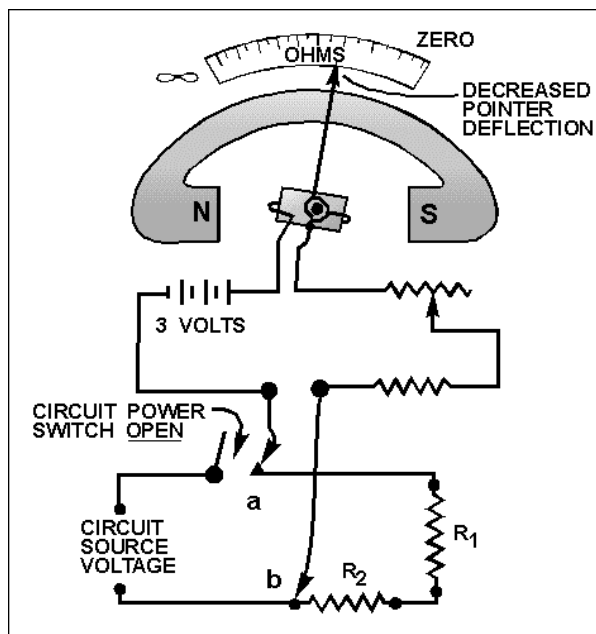 ZERO
OHMS
∞
DECREASED
POINTER
DEFLECTION
N
S
3 VOLTS
CIRCUIT POWER
SWITCH OPEN
a
CIRCUIT
SOURCE
VOLTAGE
R1
b
R2